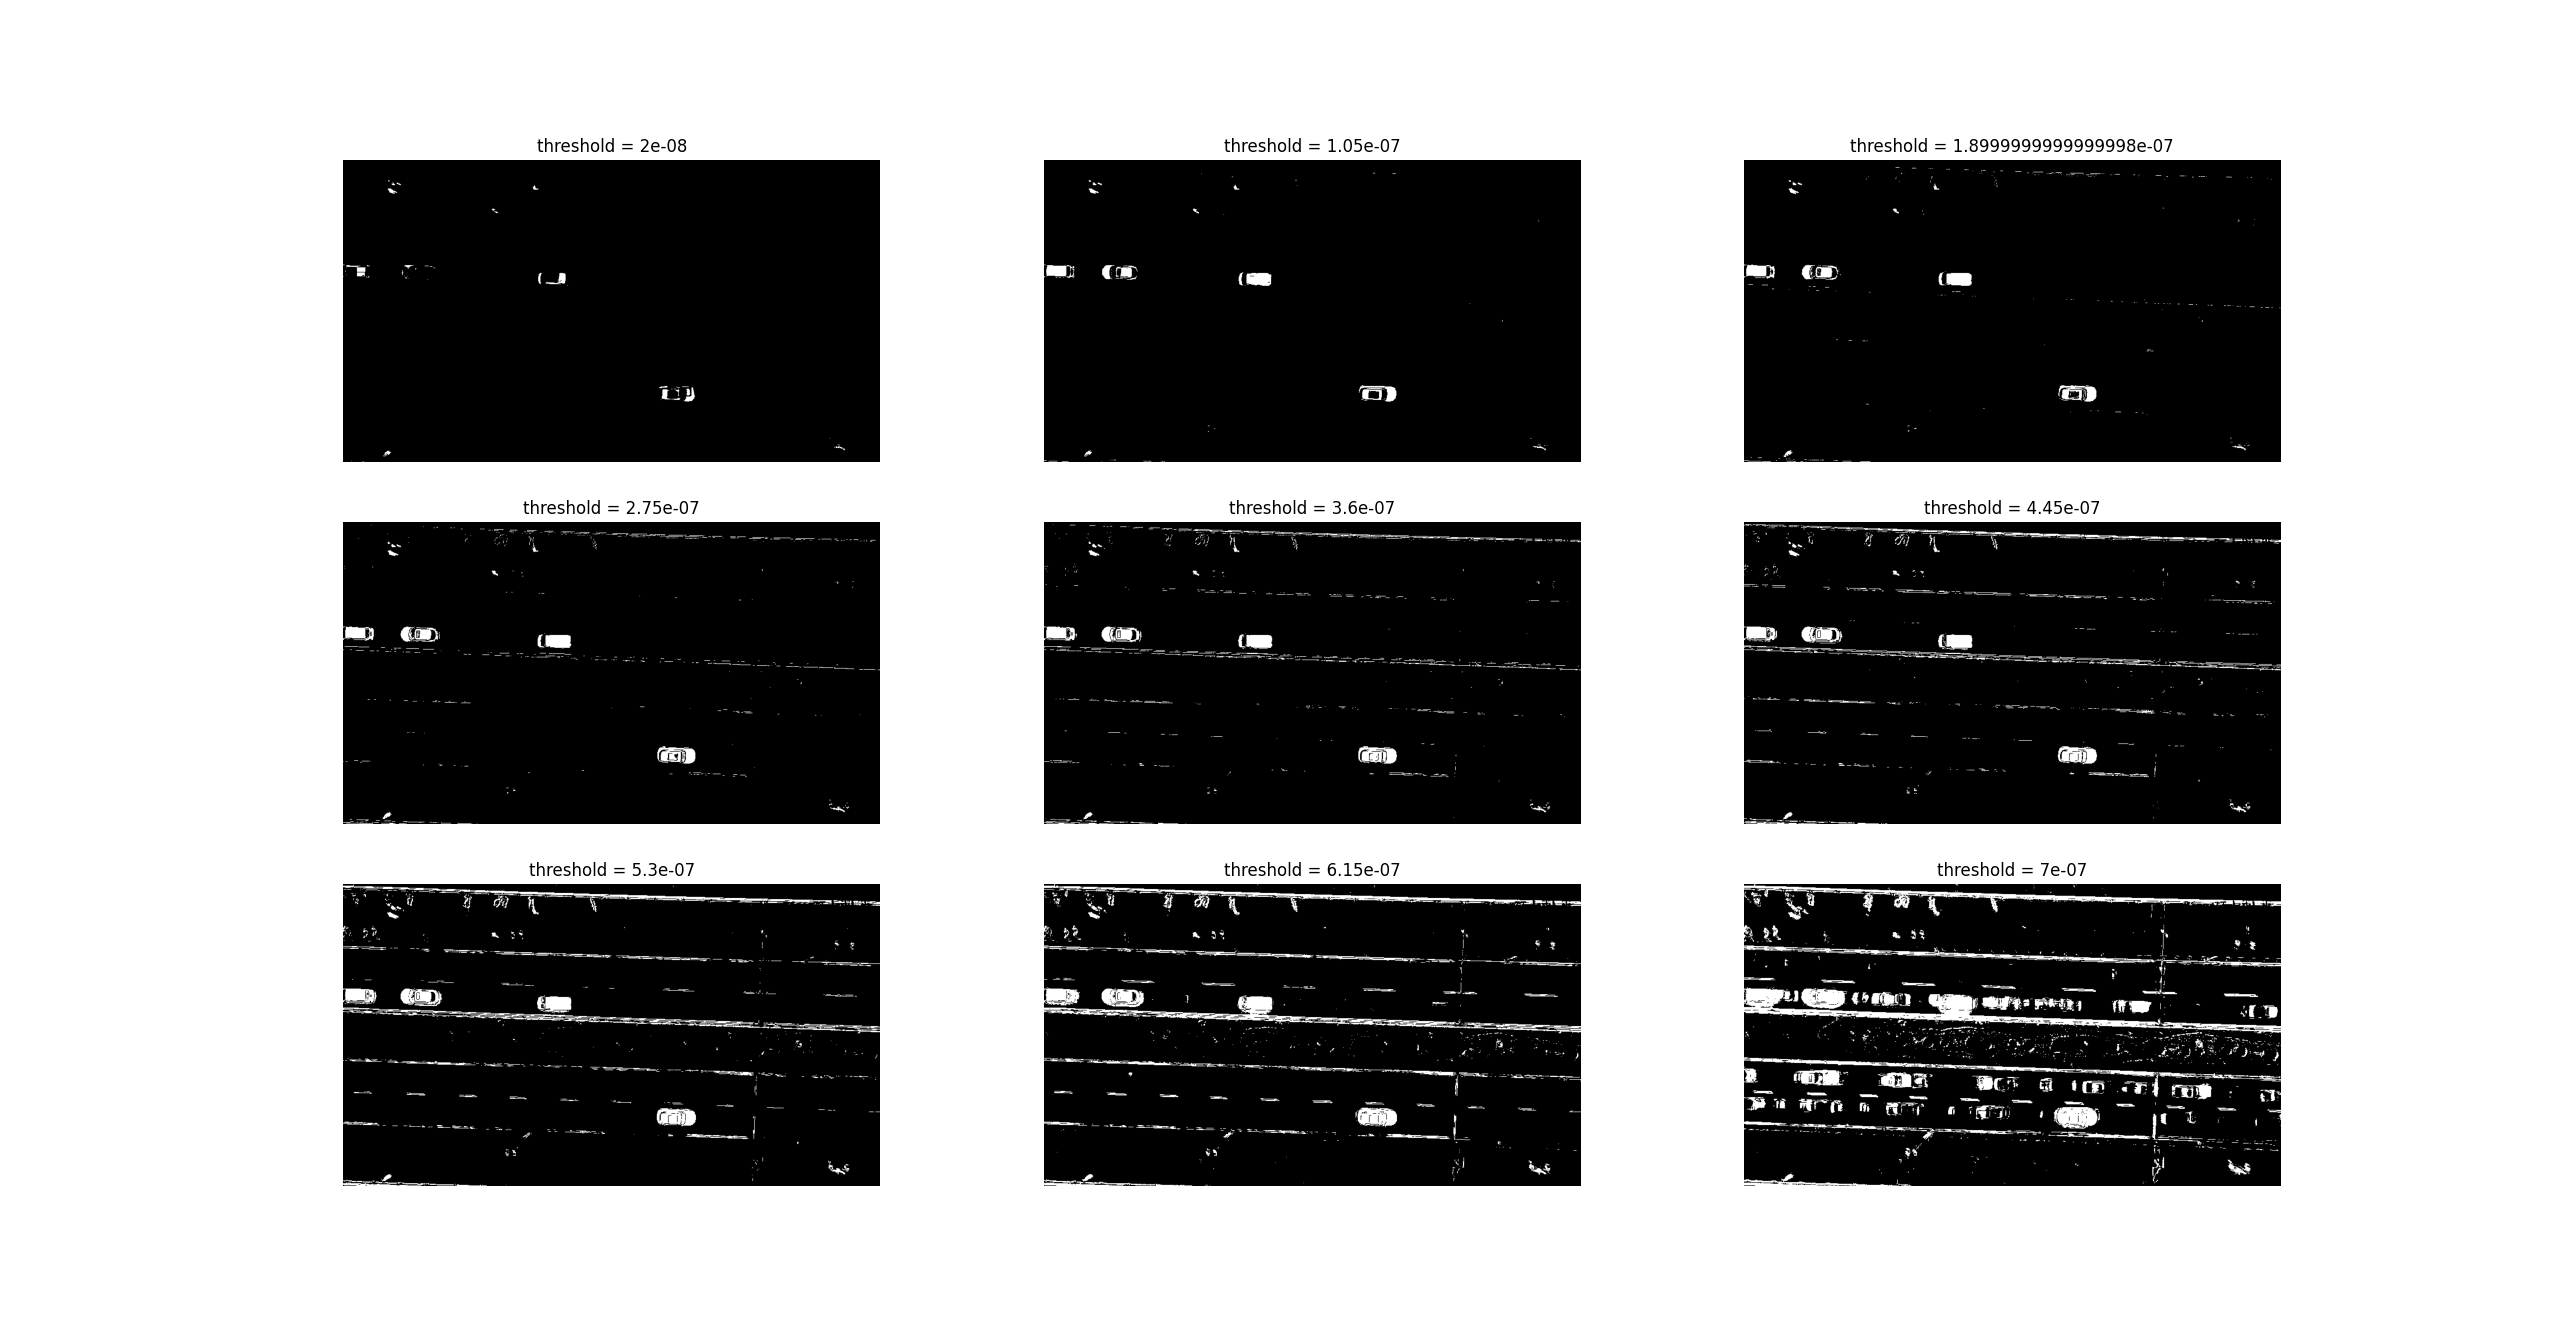 threshold = 2e-08
threshold = 1.05e-07
threshold = 1.8999999999999998e-07
threshold = 2.75e-07
threshold = 3.6e-07
threshold = 4.45e-07
threshold = 5.3e-07
threshold = 6.15e-07
threshold = 7e-07